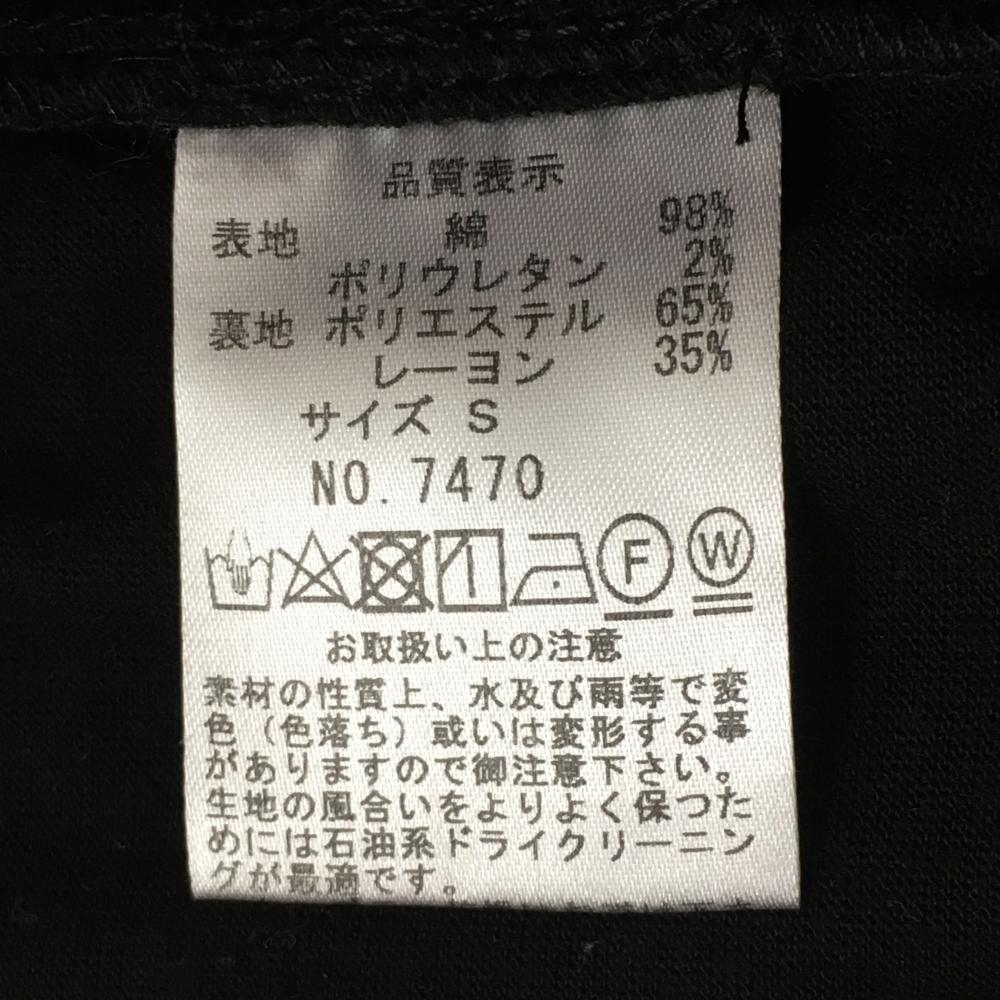 品質表示
表地 綿 98%
ポリウレタン 2%
裏地 ポリエステル 65%
レーヨン 35%
サイズ S
NO. 7470
F W
お取扱い上の注意
素材の性質上、水及び雨等で変
色（色落ち）或いは変形する事
がありますので御注意下さい。
生地の風合いをよりよく保つた
めには石油系ドライクリーニン
グが最適です。